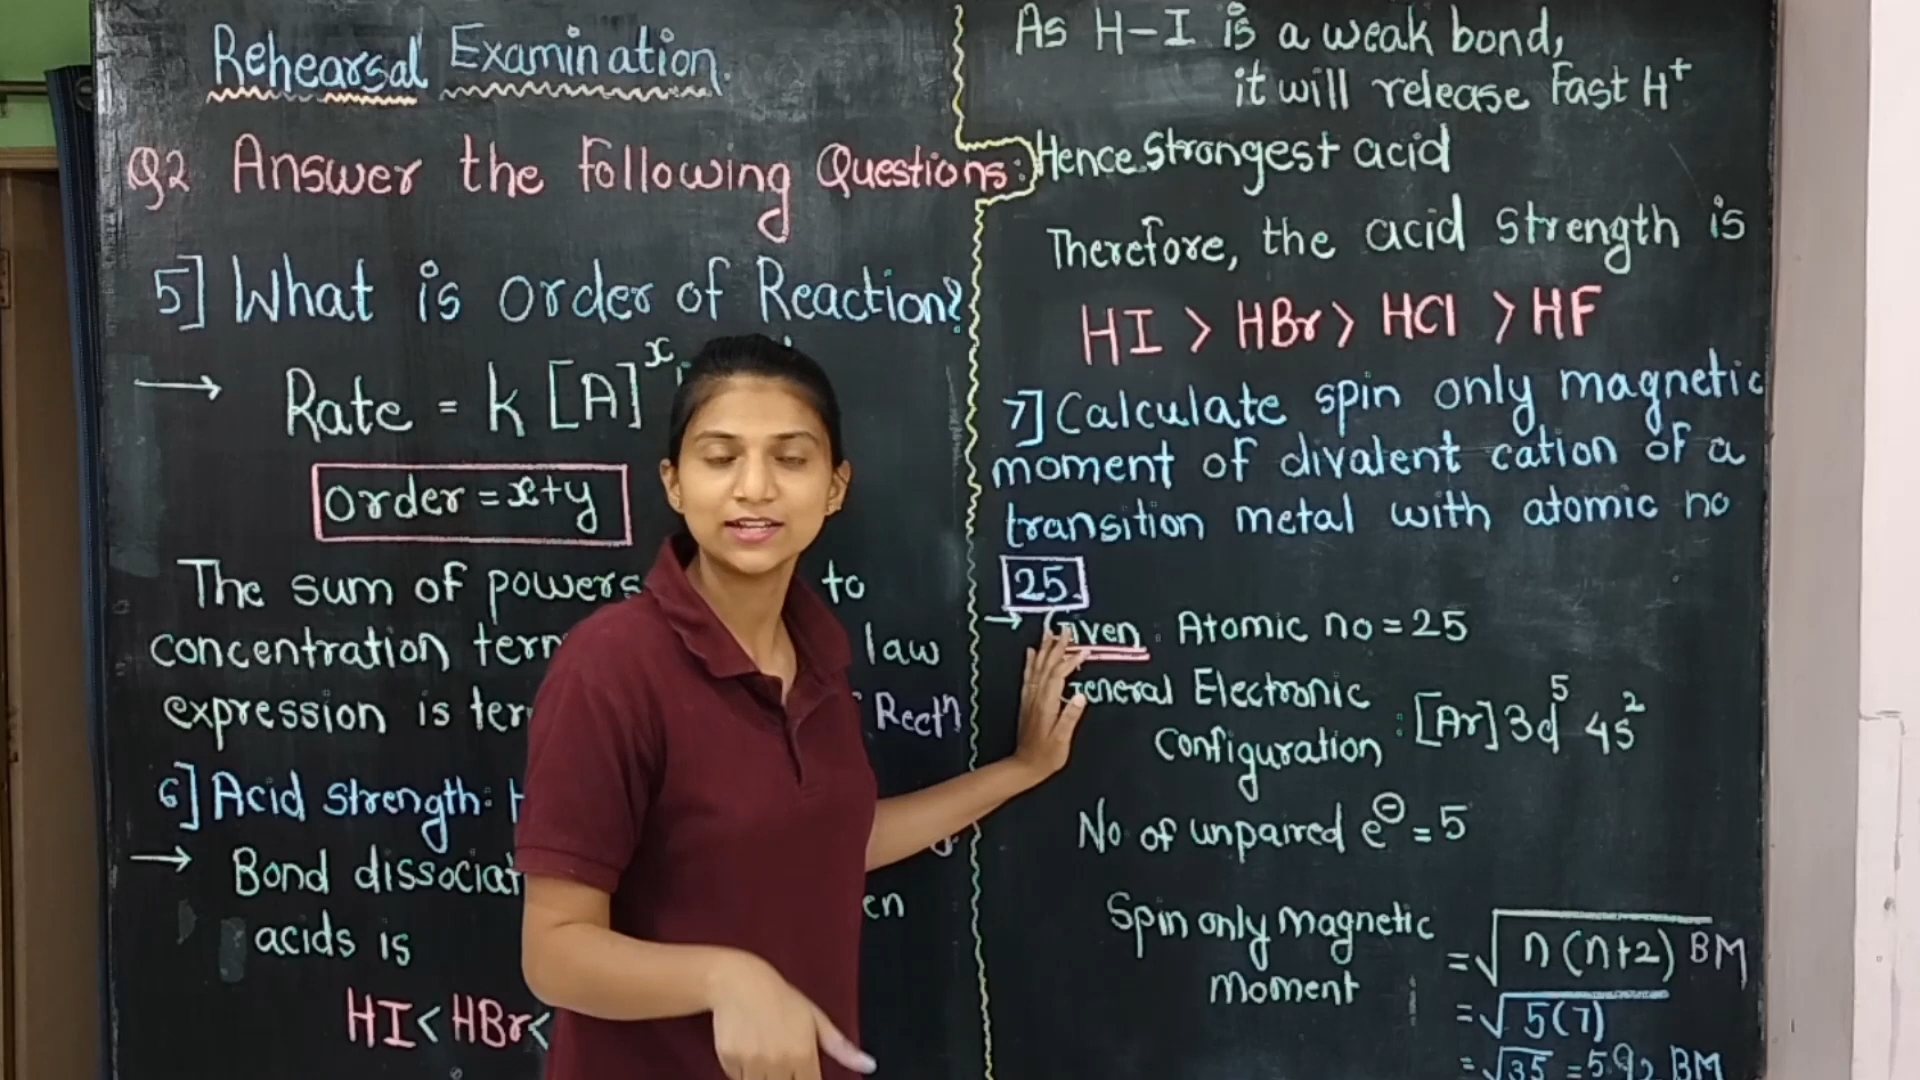 Rehearsal Examination.
Q2 Answer the Following Questions:
5] What is order of Reaction?
→ Rate = k [A]ˣ
order = x+y
The sum of powers to
concentration law
expression is Rectⁿ
6] Acid strength:
→ Bond
acids is
HI < HBr <
As H-I is a weak bond,
it will release Fast H⁺
Hence strongest acid
Therefore, the acid strength is
HI > HBr > HCl > HF
7] Calculate spin only magnetic
moment of divalent cation of a
transition metal with atomic no
25.
→ Given : Atomic no = 25
General Electronic
Configuration : [Ar] 3d⁵ 4s²
No of unpaired e⊖ = 5
Spin only Magnetic
Moment = √n(n+2) BM
= √5(7)
= √35 = 5.92 BM